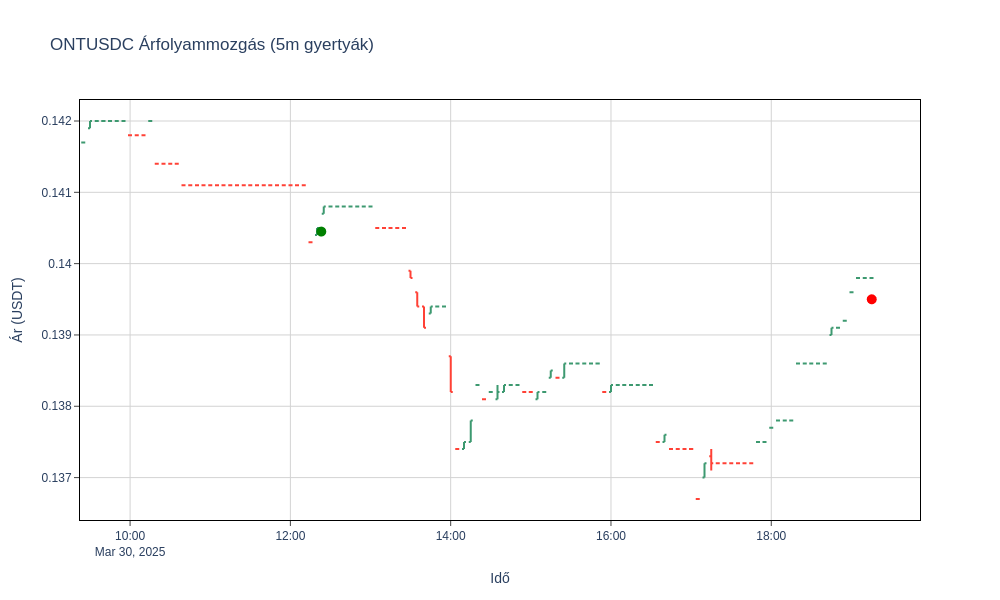 ONTUSDC Árfolyammozgás (5m gyertyák)
0.142
0.141
0.14
0.139
0.138
0.137
Ár (USDT)
10:00 12:00 14:00 16:00 18:00
Mar 30, 2025
Idő